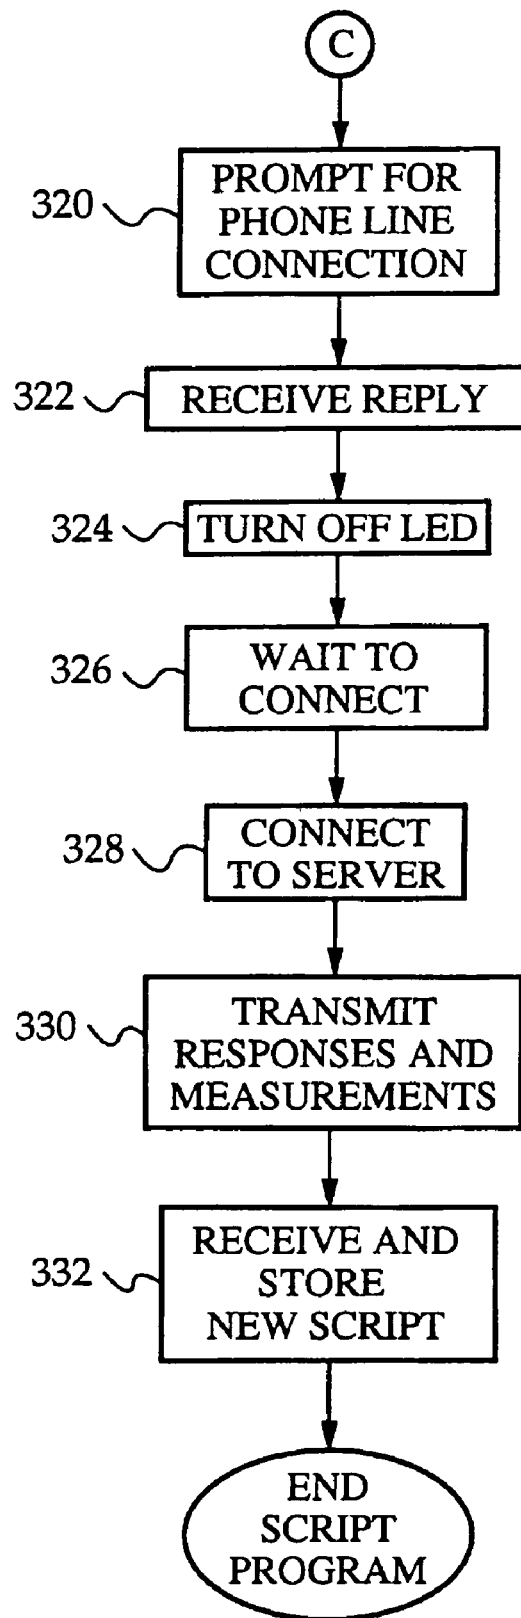 C
320
PROMPT FOR
PHONE LINE
CONNECTION
322
RECEIVE REPLY
324
TURN OFF LED
326
WAIT TO
CONNECT
328
CONNECT
TO SERVER
330
TRANSMIT
RESPONSES AND
MEASUREMENTS
332
RECEIVE AND
STORE
NEW SCRIPT
END
SCRIPT
PROGRAM